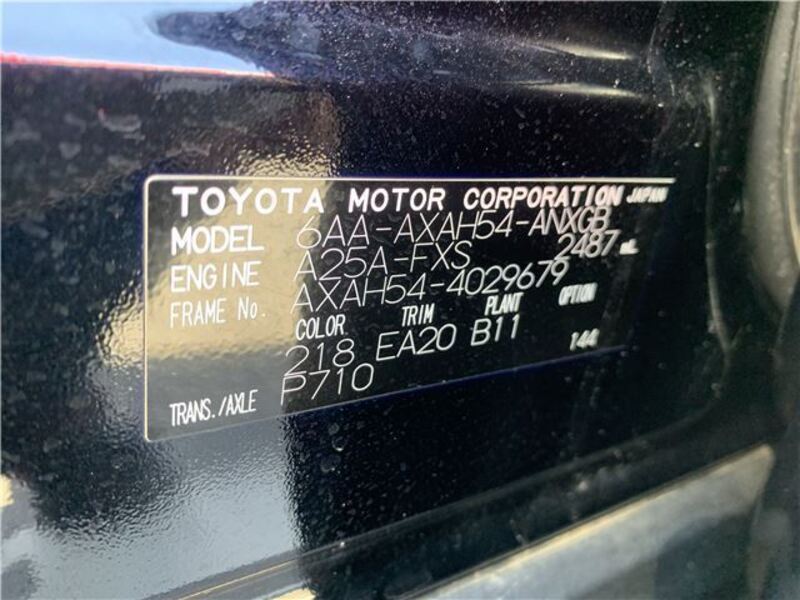 TOYOTA MOTOR CORPORATION JAPAN
MODEL 6AA-AXAH54-ANXGB
ENGINE A25A-FXS 2487 mL
FRAME No. AXAH54-4029679
COLOR TRIM PLANT OPTION
218 EA20 B11 144
TRANS./AXLE P710